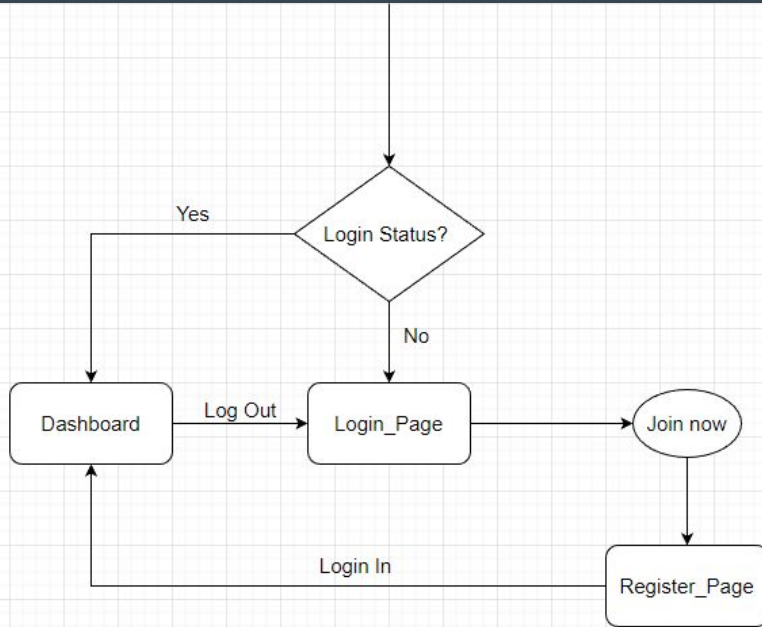 Yes
Login Status?
No
Dashboard
Log Out
Login_Page
Join now
Login In
Register_Page